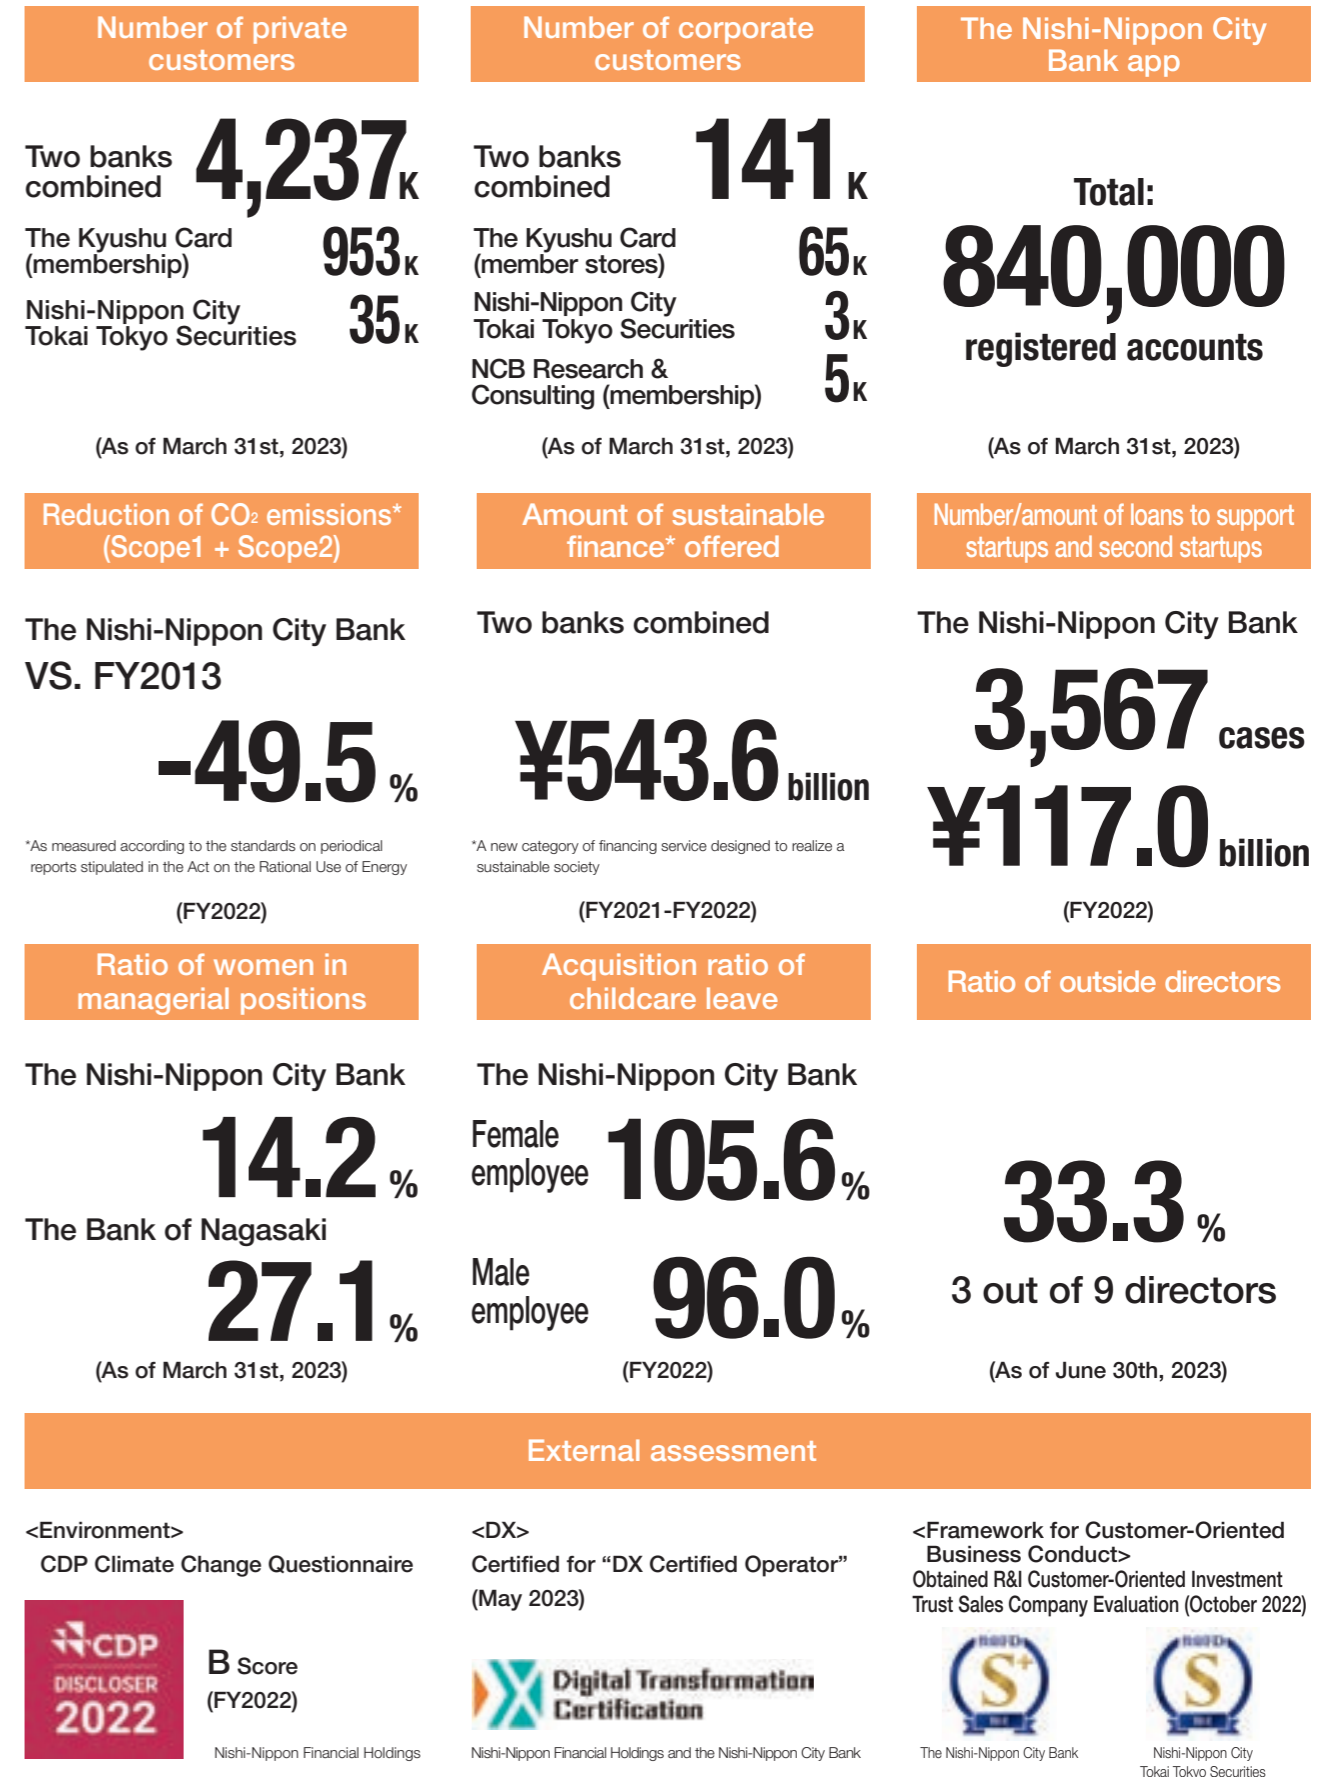 Number of private
customers
Two banks
combined
4,237K
The Kyushu Card
(membership)
953K
Nishi-Nippon City
Tokai Tokyo Securities
35K
(As of March 31st, 2023)
Number of corporate
customers
Two banks
combined
141K
The Kyushu Card
(member stores)
65K
Nishi-Nippon City
Tokai Tokyo Securities
3K
NCB Research &
Consulting (membership)
5K
(As of March 31st, 2023)
The Nishi-Nippon City
Bank app
Total:
840,000
registered accounts
(As of March 31st, 2023)
Reduction of CO₂ emissions*
(Scope1 + Scope2)
The Nishi-Nippon City Bank
VS. FY2013
-49.5 %
*As measured according to the standards on periodical
reports stipulated in the Act on the Rational Use of Energy
(FY2022)
Amount of sustainable
finance* offered
Two banks combined
¥543.6 billion
*A new category of financing service designed to realize a
sustainable society
(FY2021-FY2022)
Number/amount of loans to support
startups and second startups
The Nishi-Nippon City Bank
3,567 cases
¥117.0 billion
(FY2022)
Ratio of women in
managerial positions
The Nishi-Nippon City Bank
14.2 %
The Bank of Nagasaki
27.1 %
(As of March 31st, 2023)
Acquisition ratio of
childcare leave
The Nishi-Nippon City Bank
Female
employee
105.6 %
Male
employee
96.0 %
(FY2022)
Ratio of outside directors
33.3 %
3 out of 9 directors
(As of June 30th, 2023)
External assessment
<Environment>
CDP Climate Change Questionnaire
CDP
DISCLOSER
2022
B Score
(FY2022)
Nishi-Nippon Financial Holdings
<DX>
Certified for “DX Certified Operator”
(May 2023)
Digital Transformation
Certification
Nishi-Nippon Financial Holdings and the Nishi-Nippon City Bank
<Framework for Customer-Oriented
Business Conduct>
Obtained R&I Customer-Oriented Investment
Trust Sales Company Evaluation (October 2022)
S+
The Nishi-Nippon City Bank
S
Nishi-Nippon City
Tokai Tokyo Securities